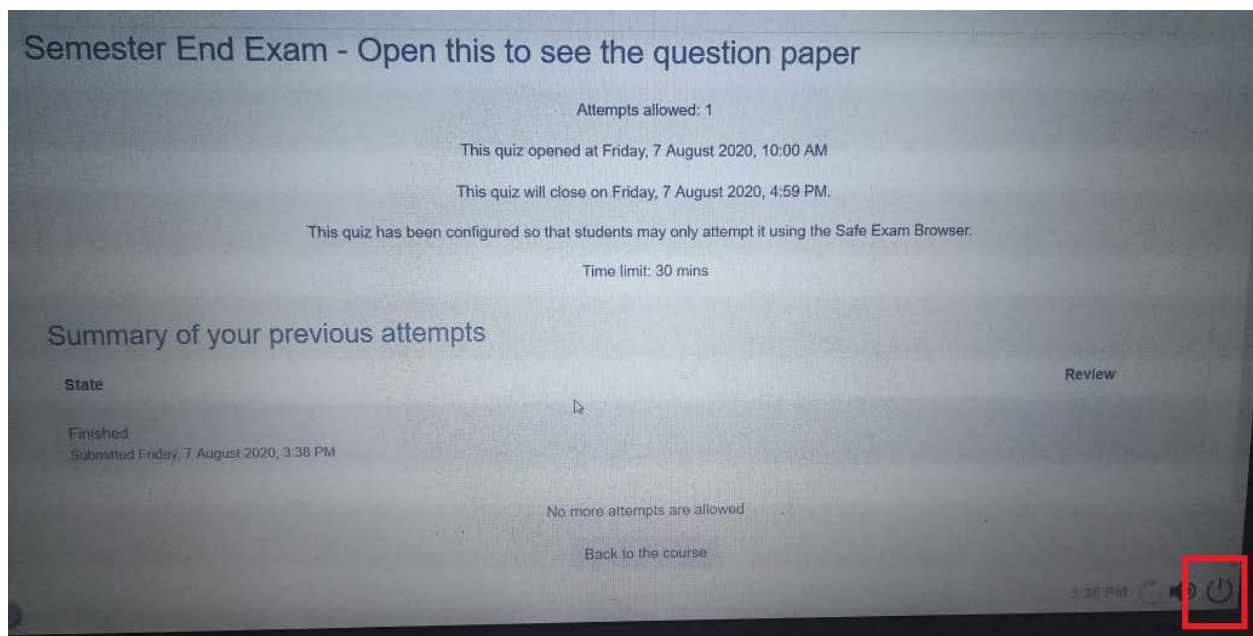 Semester End Exam - Open this to see the question paper
Attempts allowed: 1
This quiz opened at Friday, 7 August 2020, 10:00 AM
This quiz will close on Friday, 7 August 2020, 4:59 PM.
This quiz has been configured so that students may only attempt it using the Safe Exam Browser.
Time limit: 30 mins
Summary of your previous attempts
State Review
Finished
Submitted Friday, 7 August 2020, 3:38 PM
No more attempts are allowed
Back to the course
3:38 PM